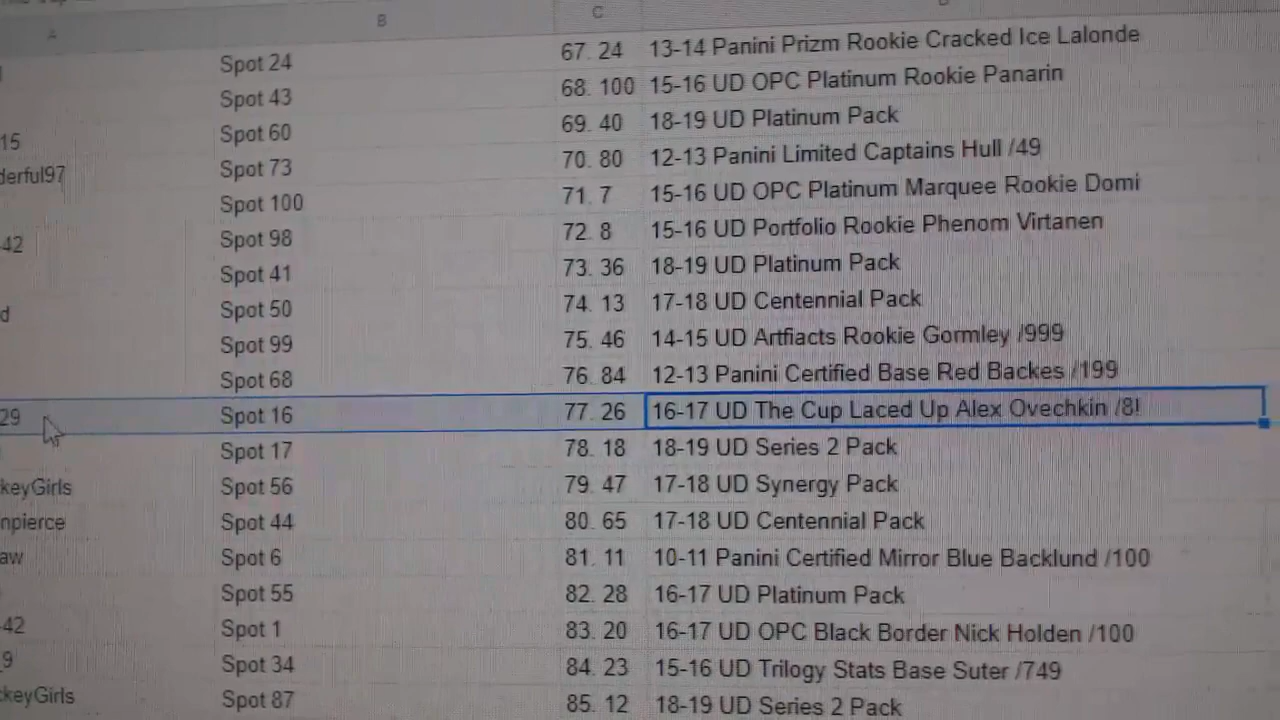 A B C
Spot 24 67. 24 13-14 Panini Prizm Rookie Cracked Ice Lalonde
Spot 43 68. 100 15-16 UD OPC Platinum Rookie Panarin
15 Spot 60 69. 40 18-19 UD Platinum Pack
derful97 Spot 73 70. 80 12-13 Panini Limited Captains Hull /49
Spot 100 71. 7 15-16 UD OPC Platinum Marquee Rookie Domi
42 Spot 98 72. 8 15-16 UD Portfolio Rookie Phenom Virtanen
Spot 41 73. 36 18-19 UD Platinum Pack
d Spot 50 74. 13 17-18 UD Centennial Pack
Spot 99 75. 46 14-15 UD Artfiacts Rookie Gormley /999
Spot 68 76. 84 12-13 Panini Certified Base Red Backes /199
29 Spot 16 77. 26 16-17 UD The Cup Laced Up Alex Ovechkin /8!
Spot 17 78. 18 18-19 UD Series 2 Pack
keyGirls Spot 56 79. 47 17-18 UD Synergy Pack
npierce Spot 44 80. 65 17-18 UD Centennial Pack
aw Spot 6 81. 11 10-11 Panini Certified Mirror Blue Backlund /100
Spot 55 82. 28 16-17 UD Platinum Pack
-42 Spot 1 83. 20 16-17 UD OPC Black Border Nick Holden /100
9 Spot 34 84. 23 15-16 UD Trilogy Stats Base Suter /749
ckeyGirls Spot 87 85. 12 18-19 UD Series 2 Pack